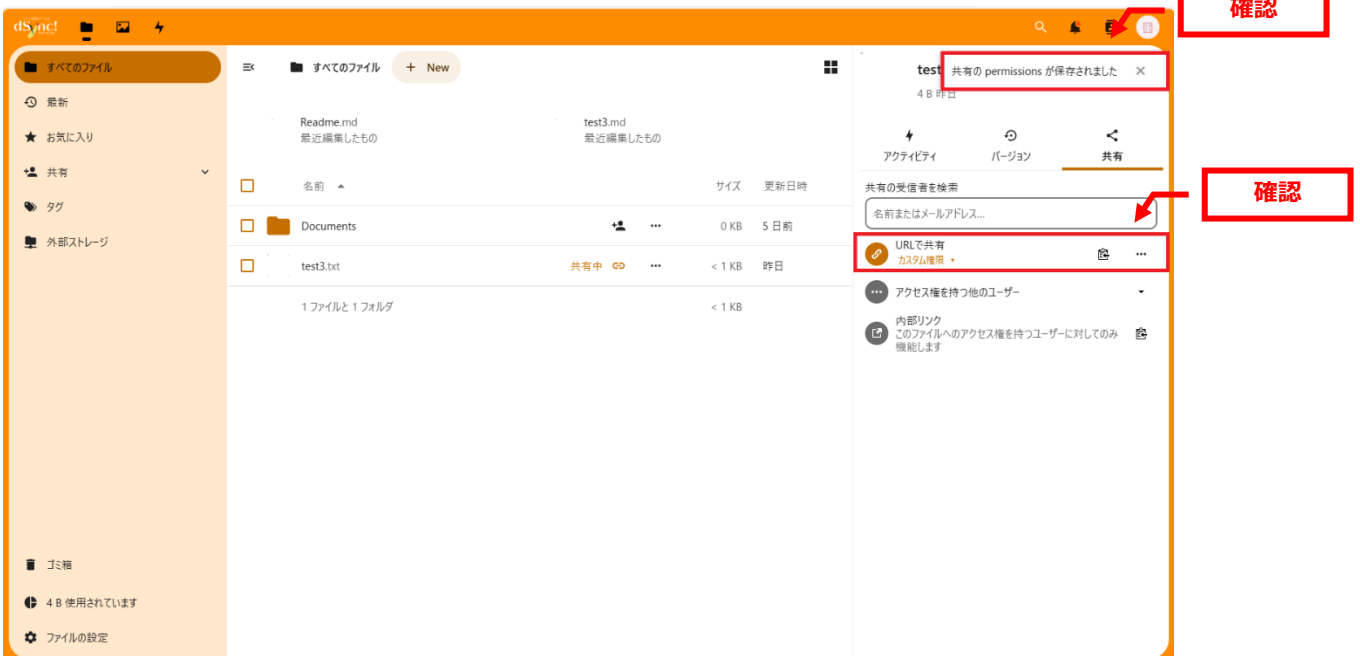 確認
dSync!
すべてのファイル
最新
お気に入り
共有
タグ
外部ストレージ
ゴミ箱
4 B 使用されています
ファイルの設定
すべてのファイル
+ New
Readme.md
最近編集したもの
test3.md
最近編集したもの
名前
サイズ
更新日時
Documents
0 KB
5 日前
test3.txt
共有中
< 1 KB
昨日
1 ファイルと 1 フォルダ
< 1 KB
test
共有の permissions が保存されました
4 B 昨日
アクティビティ
バージョン
共有
共有の受信者を検索
名前またはメールアドレス...
確認
URLで共有
カスタム権限
アクセス権を持つ他のユーザー
内部リンク
このファイルへのアクセス権を持つユーザーに対してのみ
機能します